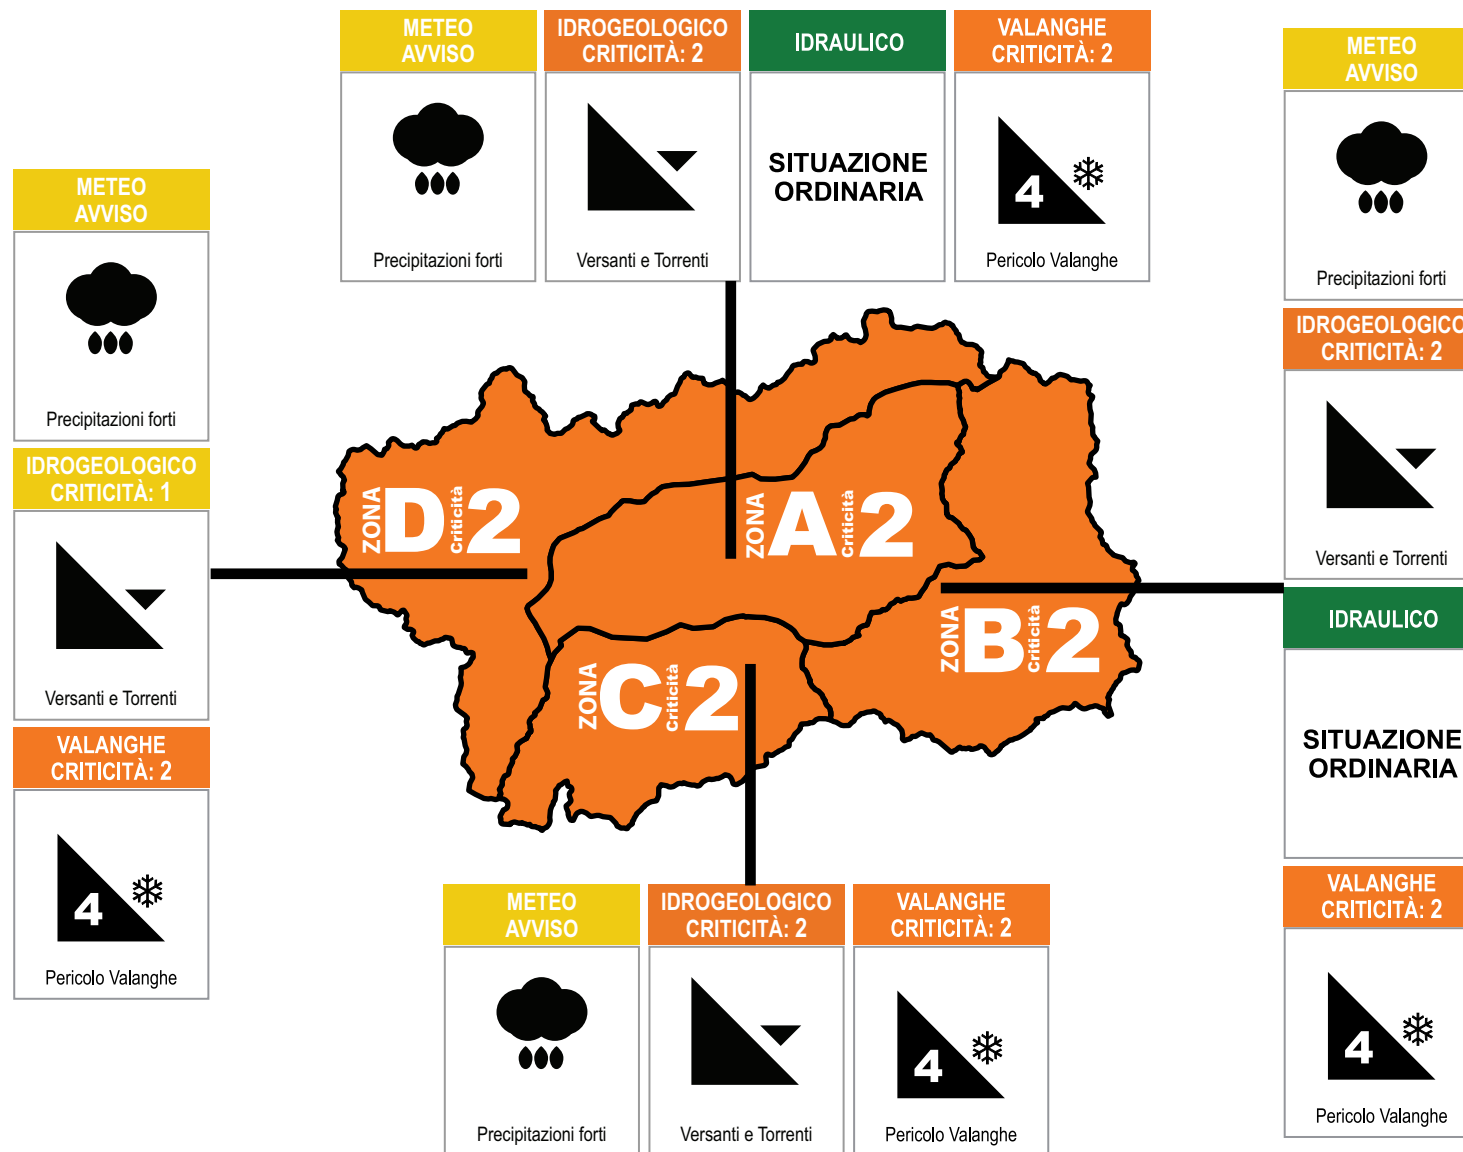 METEO
AVVISO
Precipitazioni forti
IDROGEOLOGICO
CRITICITÀ: 2
Versanti e Torrenti
IDRAULICO
SITUAZIONE
ORDINARIA
VALANGHE
CRITICITÀ: 2
4
Pericolo Valanghe
METEO
AVVISO
Precipitazioni forti
IDROGEOLOGICO
CRITICITÀ: 1
Versanti e Torrenti
VALANGHE
CRITICITÀ: 2
4
Pericolo Valanghe
ZONA D Criticità 2
ZONA A Criticità 2
ZONA B Criticità 2
ZONA C Criticità 2
METEO
AVVISO
Precipitazioni forti
IDROGEOLOGICO
CRITICITÀ: 2
Versanti e Torrenti
IDRAULICO
SITUAZIONE
ORDINARIA
VALANGHE
CRITICITÀ: 2
4
Pericolo Valanghe
METEO
AVVISO
Precipitazioni forti
IDROGEOLOGICO
CRITICITÀ: 2
Versanti e Torrenti
VALANGHE
CRITICITÀ: 2
4
Pericolo Valanghe